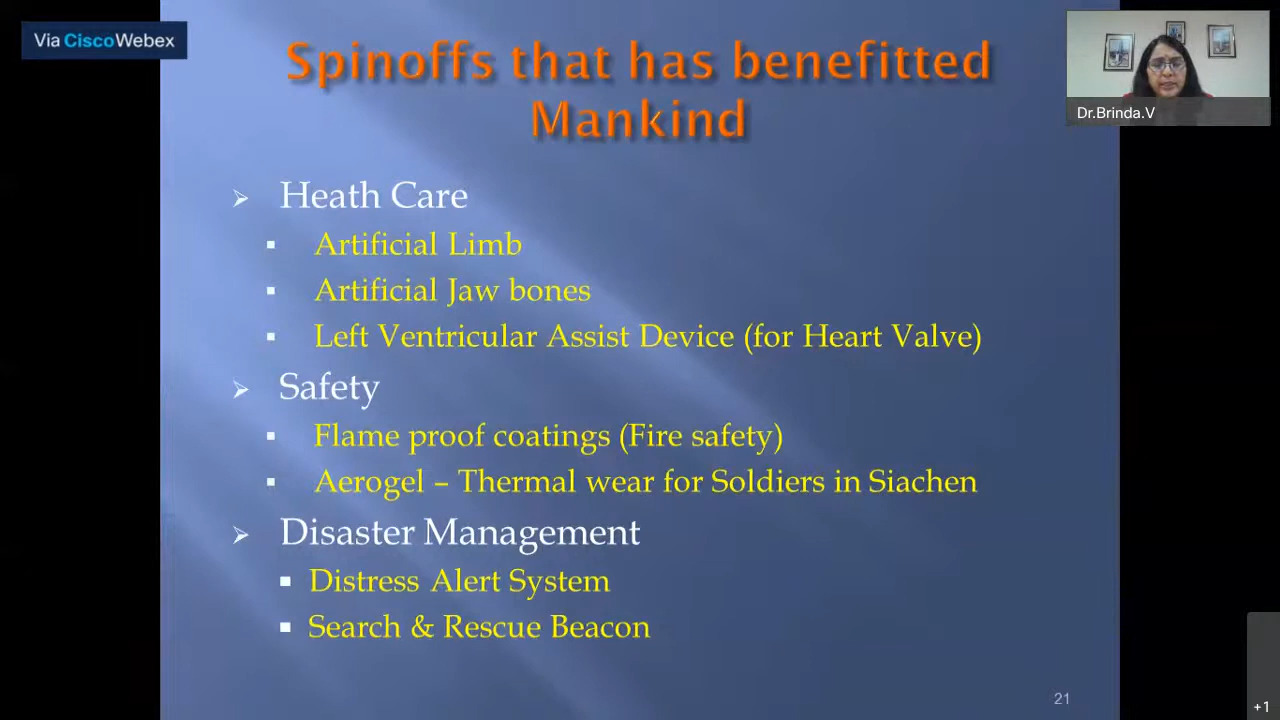 Via CiscoWebex
Spinoffs that has benefitted
Mankind
Dr.Brinda.V
➢ Heath Care
▪ Artificial Limb
▪ Artificial Jaw bones
▪ Left Ventricular Assist Device (for Heart Valve)
➢ Safety
▪ Flame proof coatings (Fire safety)
▪ Aerogel – Thermal wear for Soldiers in Siachen
➢ Disaster Management
▪ Distress Alert System
▪ Search & Rescue Beacon
21
+1